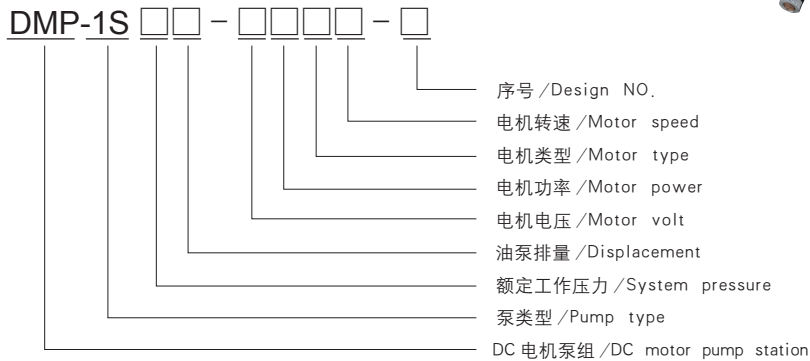 DMP-1S □□-□□□□-□
序号/Design NO.
电机转速/Motor speed
电机类型/Motor type
电机功率/Motor power
电机电压/Motor volt
油泵排量/Displacement
额定工作压力/System pressure
泵类型/Pump type
DC电机泵组/DC motor pump station